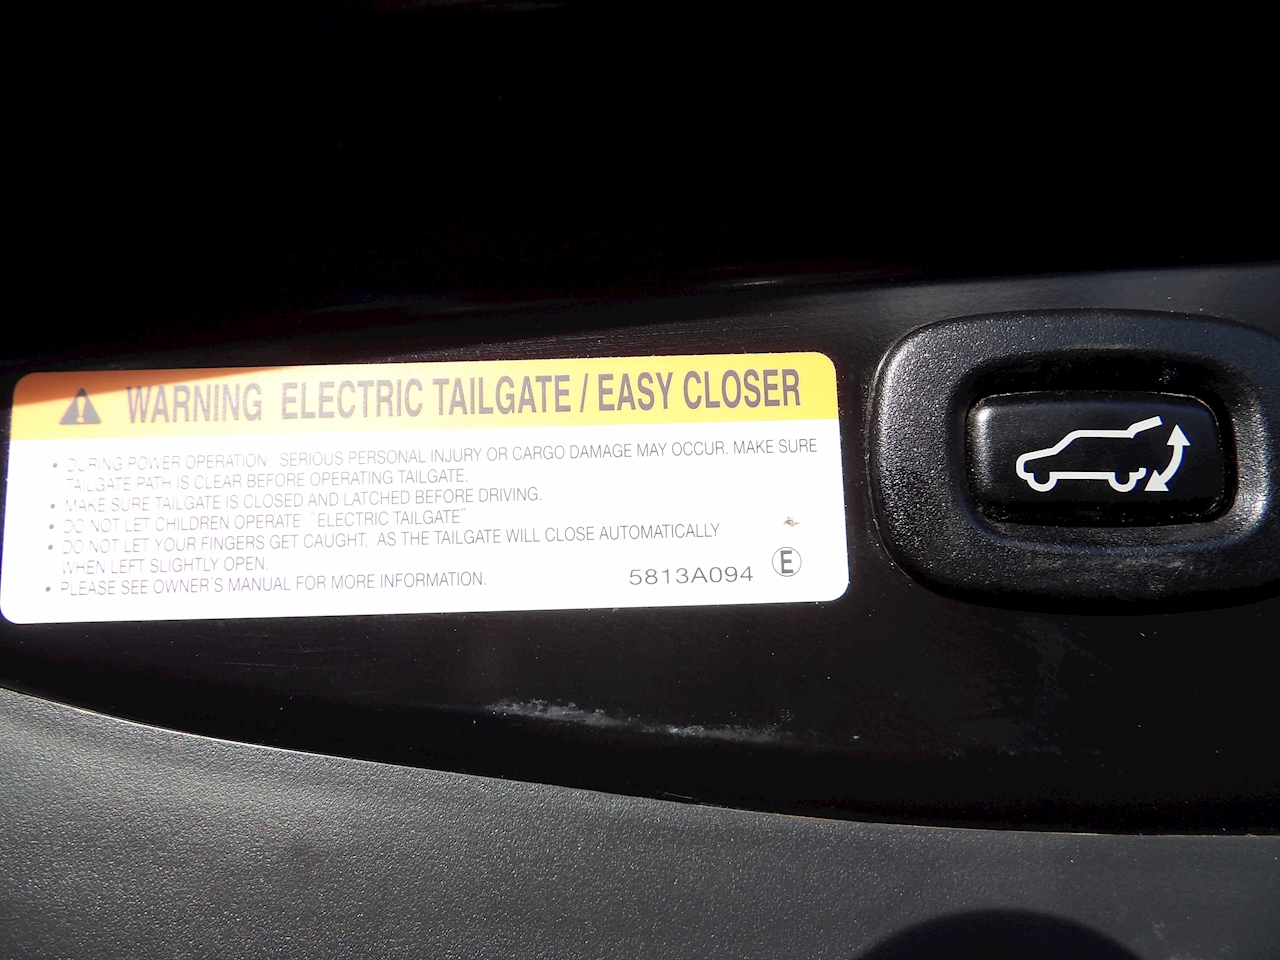 WARNING ELECTRIC TAILGATE / EASY CLOSER
• DURING POWER OPERATION. SERIOUS PERSONAL INJURY OR CARGO DAMAGE MAY OCCUR. MAKE SURE
TAILGATE PATH IS CLEAR BEFORE OPERATING TAILGATE.
• MAKE SURE TAILGATE IS CLOSED AND LATCHED BEFORE DRIVING.
• DO NOT LET CHILDREN OPERATE "ELECTRIC TAILGATE"
• DO NOT LET YOUR FINGERS GET CAUGHT. AS THE TAILGATE WILL CLOSE AUTOMATICALLY
WHEN LEFT SLIGHTLY OPEN.
• PLEASE SEE OWNER'S MANUAL FOR MORE INFORMATION.
5813A094 E